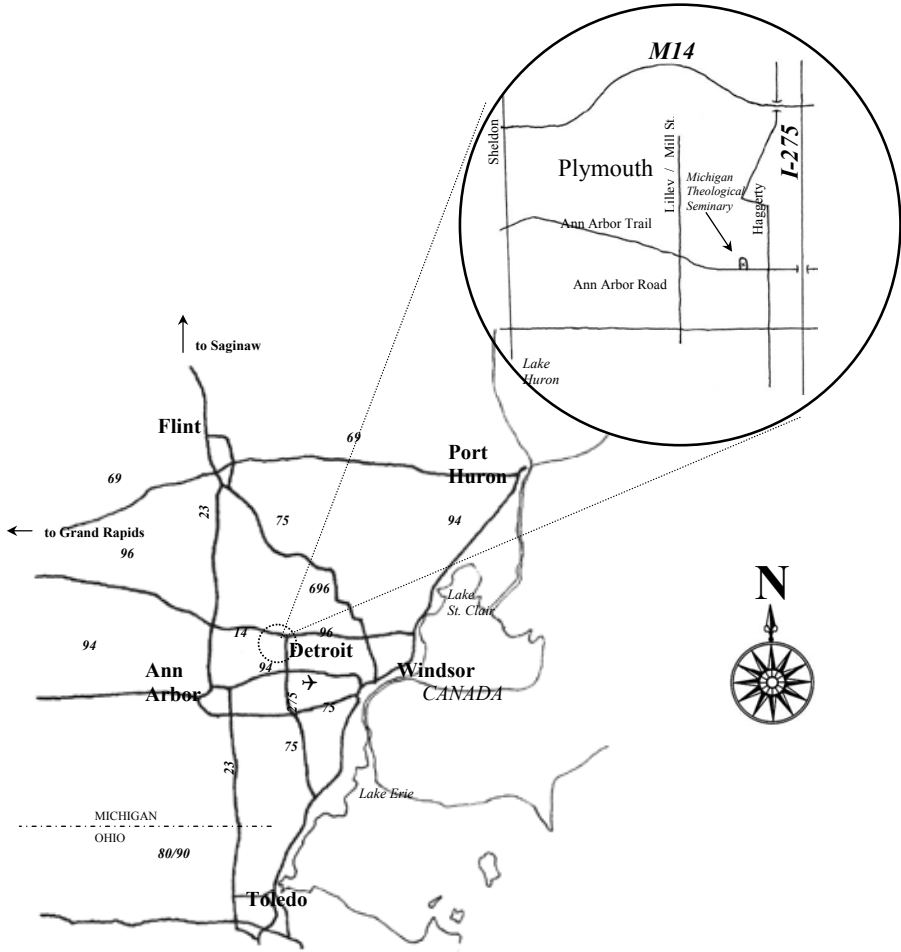 M14
Sheldon
Lilley / Mill St.
I-275
Plymouth
Michigan
Theological
Seminary
Haggerty
Ann Arbor Trail
Ann Arbor Road
to Saginaw
Lake
Huron
Flint
69
Port
Huron
69
23
75
94
to Grand Rapids
96
696
Lake
St. Clair
N
14
96
94
Detroit
94
Ann
Arbor
Windsor
CANADA
275
75
75
23
Lake Erie
MICHIGAN
OHIO
80/90
Toledo